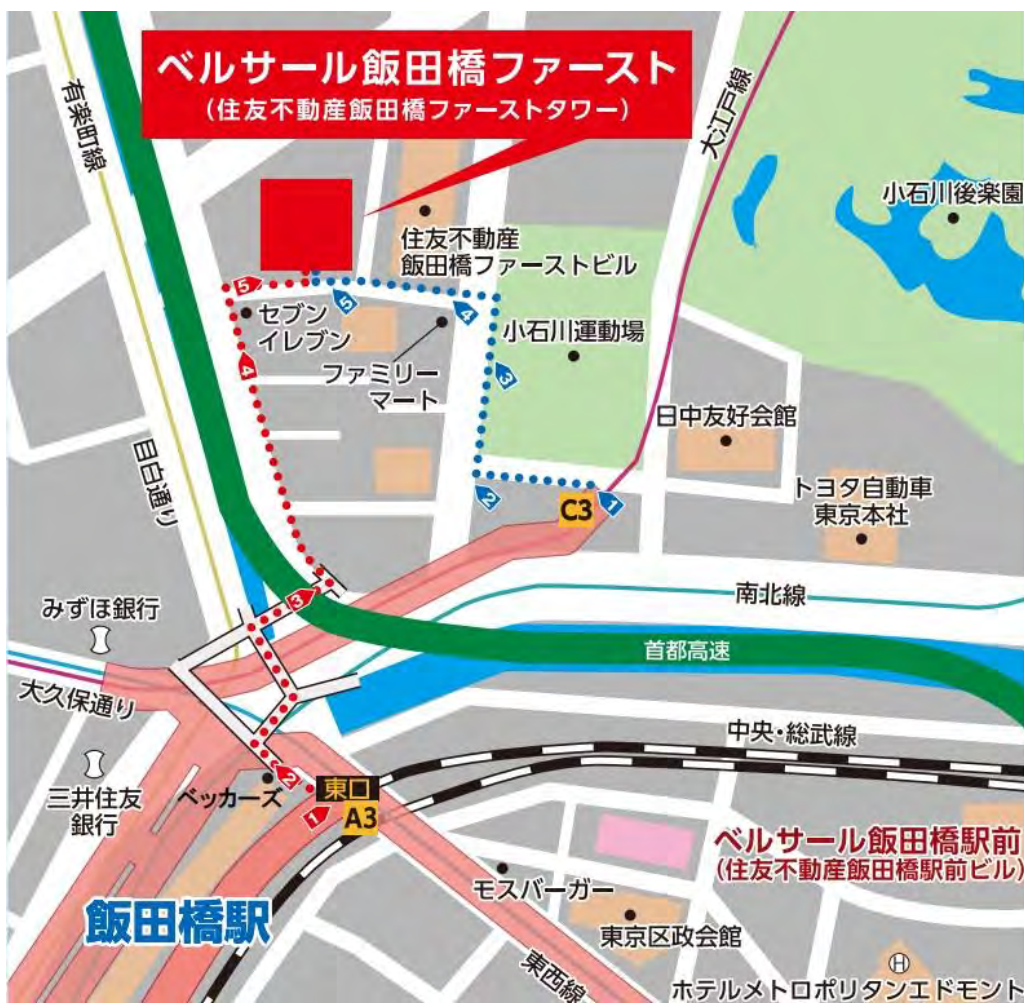 ベルサール飯田橋ファースト
(住友不動産飯田橋ファーストタワー)
有楽町線
大江戸線
小石川後楽園
住友不動産
飯田橋ファーストビル
5
セブン
イレブン
5
4
小石川運動場
4
ファミリー
マート
3
日中友好会館
目白通り
2
C3
1
トヨタ自動車
東京本社
みずほ銀行
3
南北線
首都高速
大久保通り
中央・総武線
三井住友
銀行
ベッカーズ
2
東口
1
A3
ベルサール飯田橋駅前
(住友不動産飯田橋駅前ビル)
モスバーガー
飯田橋駅
東京区政会館
東西線
H
ホテルメトロポリタンエドモント